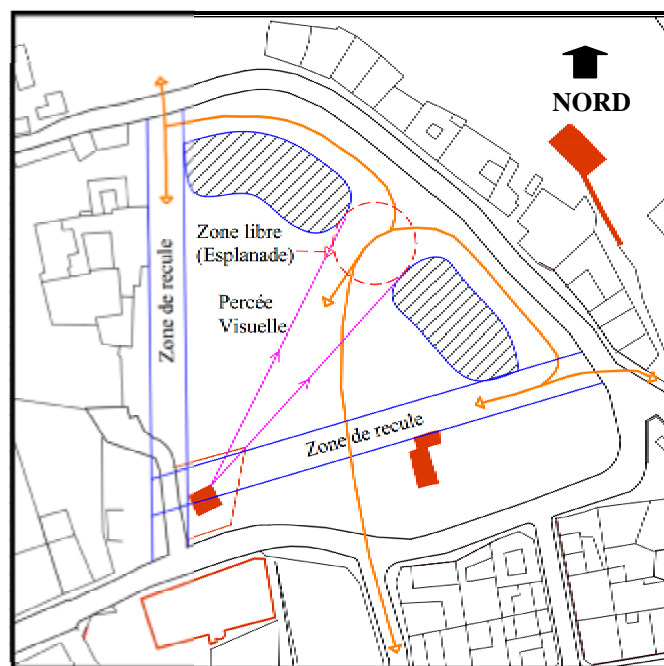 NORD
Zone libre
(Esplanade)
Percée
Visuelle
Zone de recule
Zone de recule